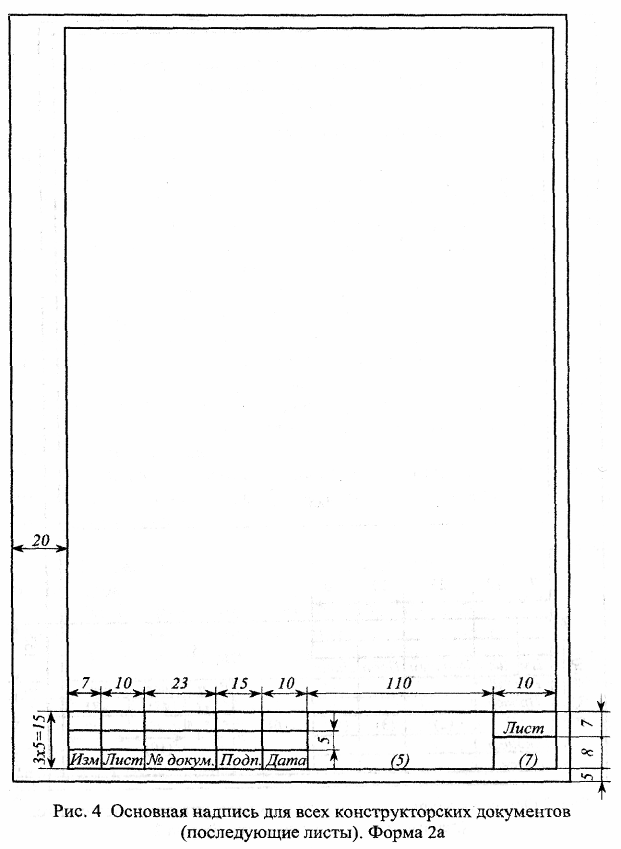 20
7 10 23 15 10 110 10
3x5=15
5
Лист
7
Изм Лист № докум. Подп. Дата (5) (7)
8
5
Рис. 4 Основная надпись для всех конструкторских документов
(последующие листы). Форма 2а